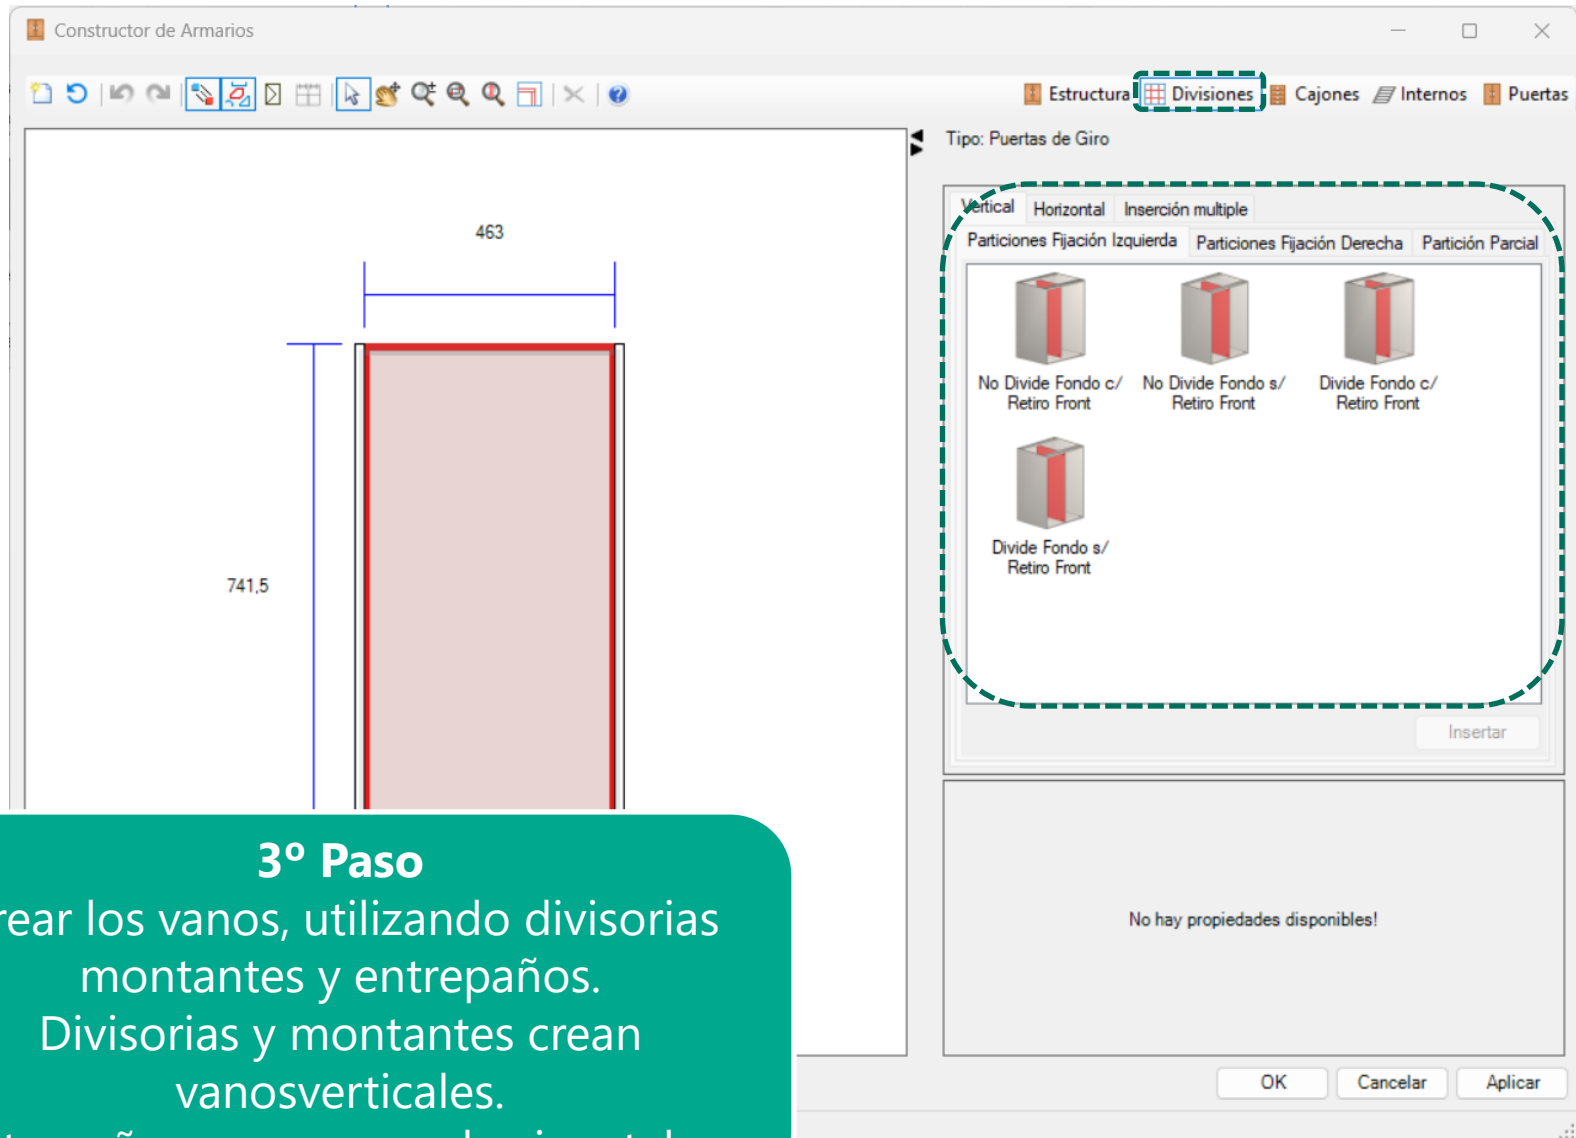 Constructor de Armarios
Estructura Divisiones Cajones Internos Puertas
Tipo: Puertas de Giro
Vertical Horizontal Inserción multiple
Particiones Fijación Izquierda Particiones Fijación Derecha Partición Parcial
463
No Divide Fondo c/
Retiro Front
No Divide Fondo s/
Retiro Front
Divide Fondo c/
Retiro Front
Divide Fondo s/
Retiro Front
741,5
Insertar
No hay propiedades disponibles!
3º Paso
rear los vanos, utilizando divisorias
montantes y entrepaños.
Divisorias y montantes crean
vanosverticales.
OK Cancelar Aplicar